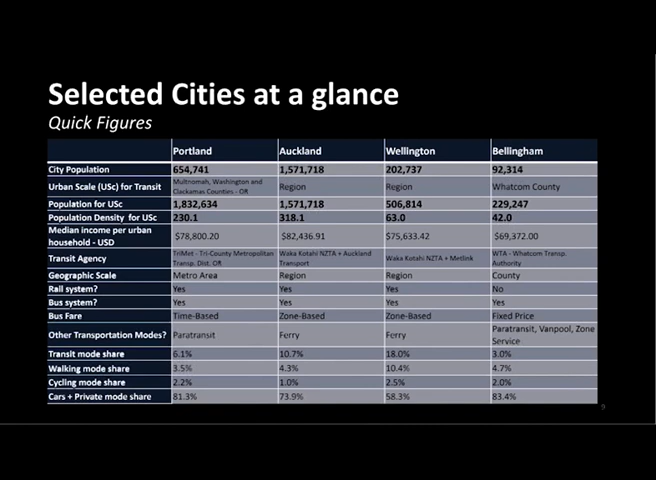 Selected Cities at a glance
Quick Figures
Portland Auckland Wellington Bellingham
City Population 654,741 1,571,718 202,737 92,314
Urban Scale (USc) for Transit Multnomah, Washington and Clackamas Counties - OR Region Region Whatcom County
Population for USc 1,832,634 1,571,718 506,814 229,247
Population Density for USc 230.1 318.1 63.0 42.0
Median income per urban household - USD $78,800.20 $82,436.91 $75,633.42 $69,372.00
Transit Agency TriMet - Tri-County Metropolitan Transp. Dist. OR Waka Kotahi NZTA + Auckland Transport Waka Kotahi NZTA + Metlink WTA - Whatcom Transp. Authority
Geographic Scale Metro Area Region Region County
Rail system? Yes Yes Yes No
Bus system? Yes Yes Yes Yes
Bus Fare Time-Based Zone-Based Zone-Based Fixed Price
Other Transportation Modes? Paratransit Ferry Ferry Paratransit, Vanpool, Zone Service
Transit mode share 6.1% 10.7% 18.0% 3.0%
Walking mode share 3.5% 4.3% 10.4% 4.7%
Cycling mode share 2.2% 1.0% 2.5% 2.0%
Cars + Private mode share 81.3% 73.9% 58.3% 83.4%
9